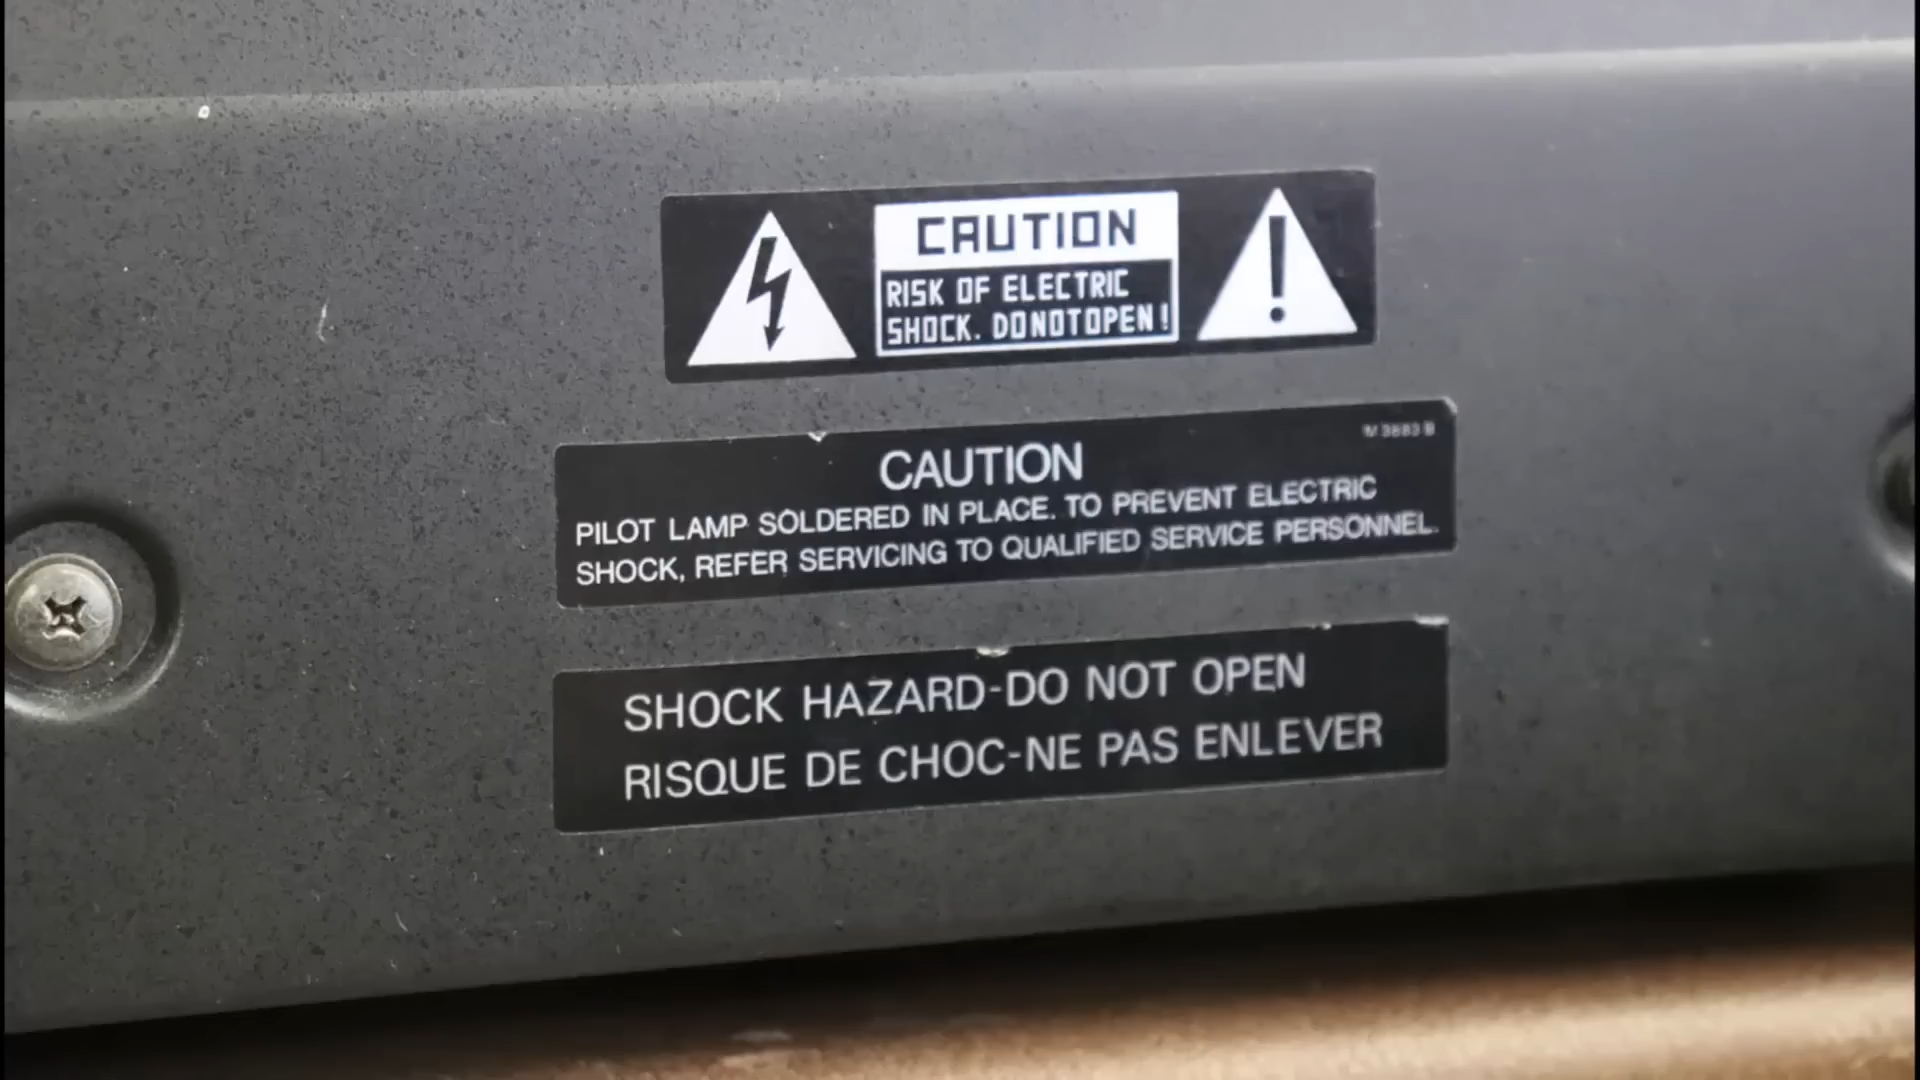 CAUTION
RISK OF ELECTRIC
SHOCK. DO NOT OPEN!
CAUTION
PILOT LAMP SOLDERED IN PLACE. TO PREVENT ELECTRIC
SHOCK, REFER SERVICING TO QUALIFIED SERVICE PERSONNEL.
SHOCK HAZARD-DO NOT OPEN
RISQUE DE CHOC-NE PAS ENLEVER